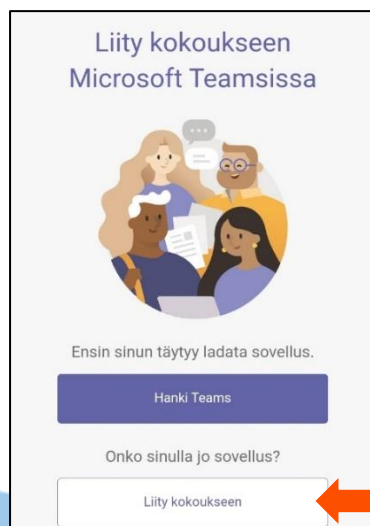 Liity kokoukseen
Microsoft Teamsissa
Ensin sinun täytyy ladata sovellus.
Hanki Teams
Onko sinulla jo sovellus?
Liity kokoukseen